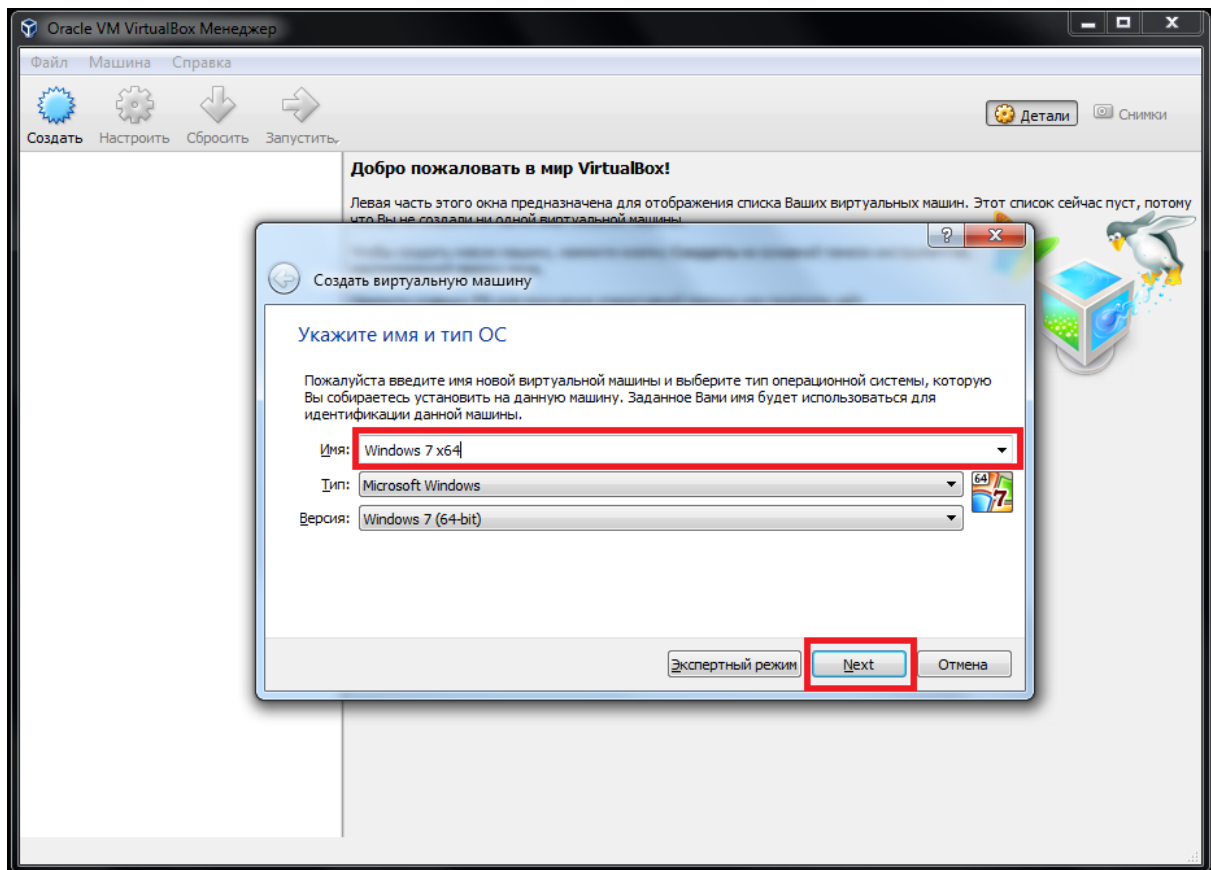 Oracle VM VirtualBox Менеджер
Файл Машина Справка
Создать Настроить Сбросить Запустить
Детали Снимки
Добро пожаловать в мир VirtualBox!
Левая часть этого окна предназначена для отображения списка Ваших виртуальных машин. Этот список сейчас пуст, потому
что Вы не создали ни одной виртуальной машины.
Создать виртуальную машину
Укажите имя и тип ОС
Пожалуйста введите имя новой виртуальной машины и выберите тип операционной системы, которую
Вы собираетесь установить на данную машину. Заданное Вами имя будет использоваться для
идентификации данной машины.
Имя: Windows 7 x64
Тип: Microsoft Windows
64
7
Версия: Windows 7 (64-bit)
Экспертный режим Next Отмена